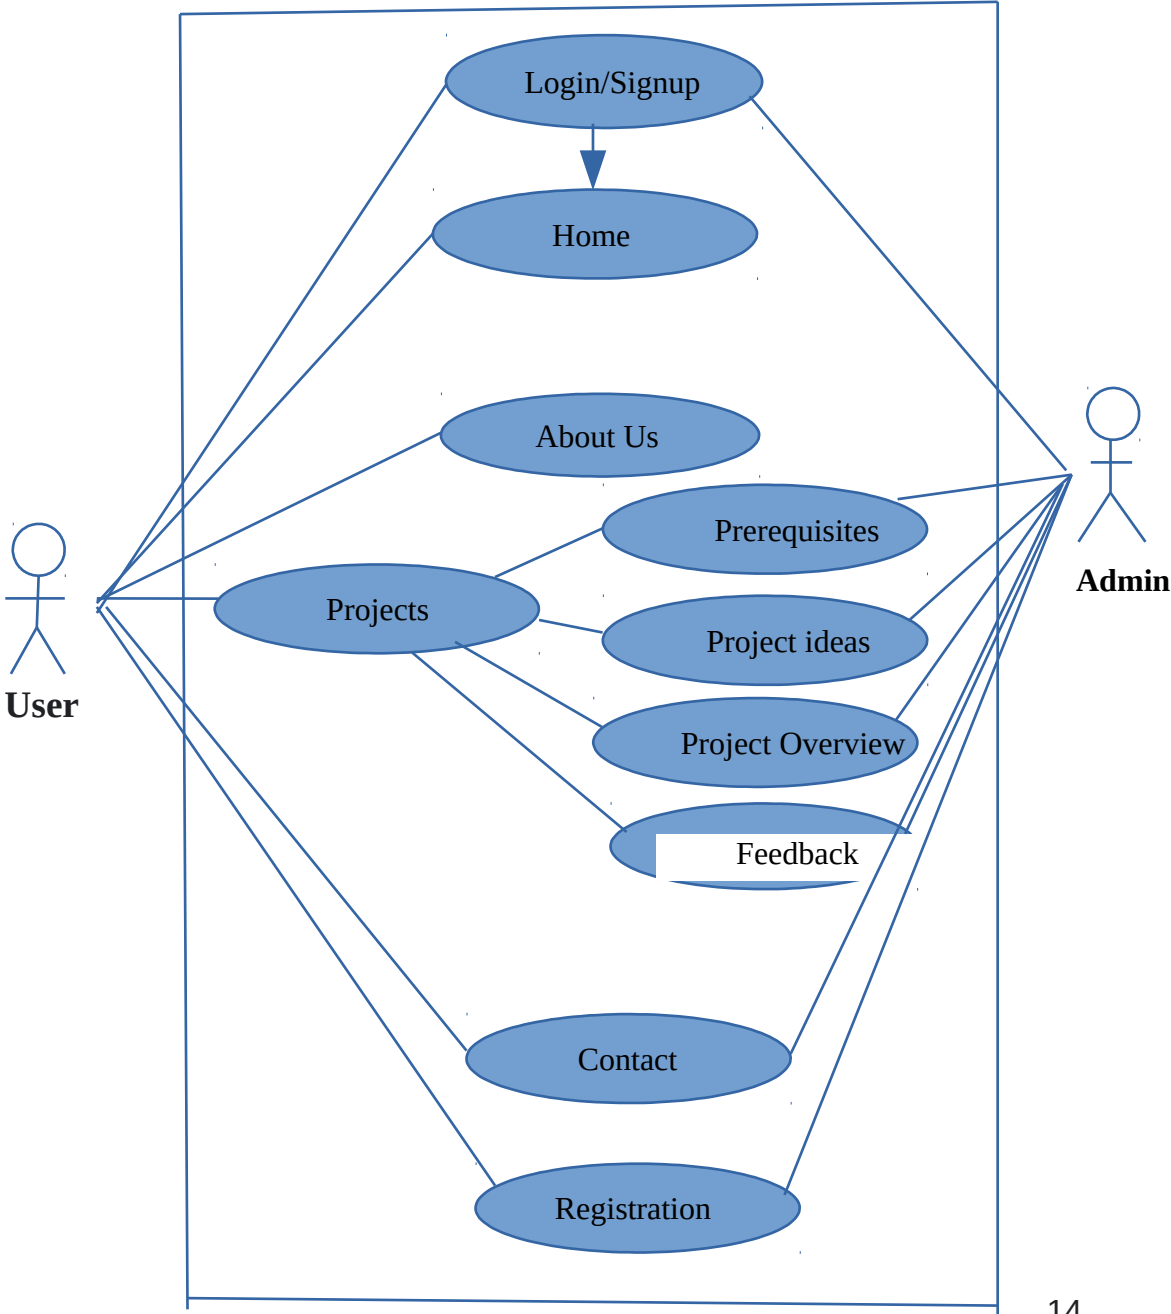 Login/Signup
Home
About Us
Prerequisites
Admin
Projects
Project ideas
User
Project Overview
Feedback
Contact
Registration
14